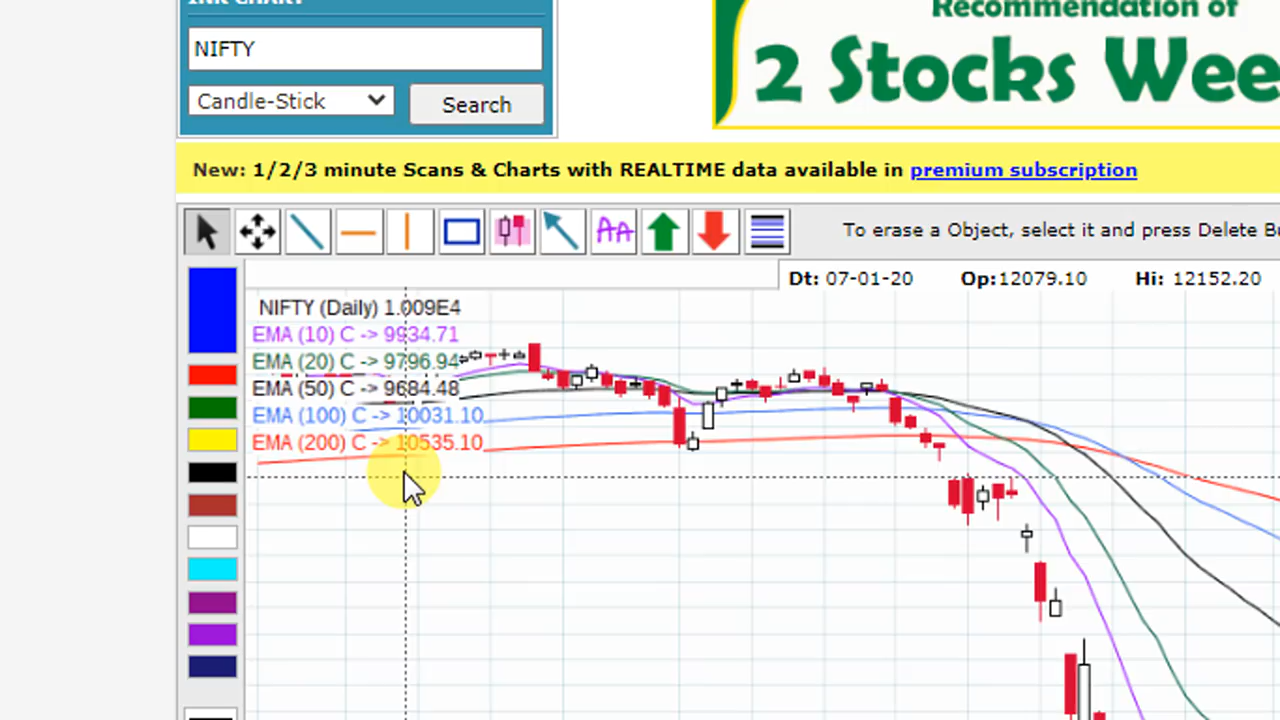 Recommendation of
NIFTY
2 Stocks Wee
Candle-Stick
Search
New: 1/2/3 minute Scans & Charts with REALTIME data available in premium subscription
AA
To erase a Object, select it and press Delete
Dt: 07-01-20 Op:12079.10 Hi: 12152.20
NIFTY (Daily) 1.009E4
EMA (10) C -> 9934.71
EMA (20) C -> 9796.94
EMA (50) C -> 9684.48
EMA (100) C -> 10031.10
EMA (200) C -> 10535.10